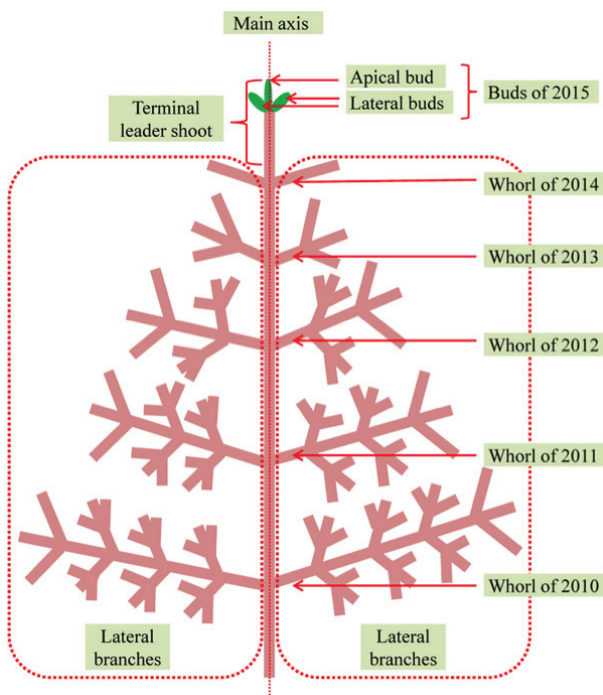 Main axis
Apical bud
Lateral buds
Buds of 2015
Terminal
leader shoot
Whorl of 2014
Whorl of 2013
Whorl of 2012
Whorl of 2011
Whorl of 2010
Lateral
branches
Lateral
branches